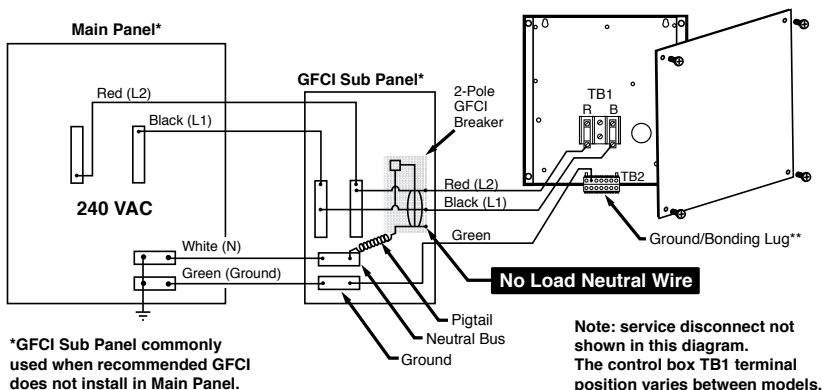 Main Panel*
Red (L2)
Black (L1)
240 VAC
White (N)
Green (Ground)
GFCI Sub Panel*
2-Pole
GFCI
Breaker
Red (L2)
Black (L1)
Green
No Load Neutral Wire
Pigtail
Neutral Bus
Ground
TB1
R B
TB2
Ground/Bonding Lug**
*GFCI Sub Panel commonly
used when recommended GFCI
does not install in Main Panel.
Note: service disconnect not
shown in this diagram.
The control box TB1 terminal
position varies between models.